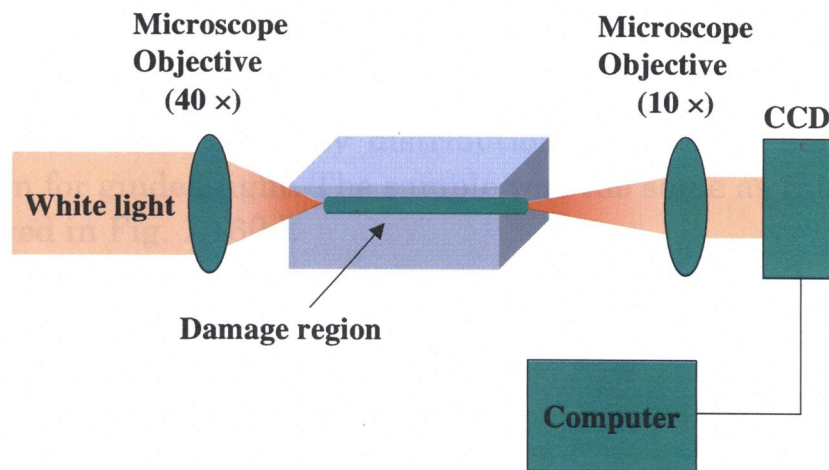 Microscope
Objective
(40 ×)
Microscope
Objective
(10 ×)
CCD
White light
Damage region
Computer